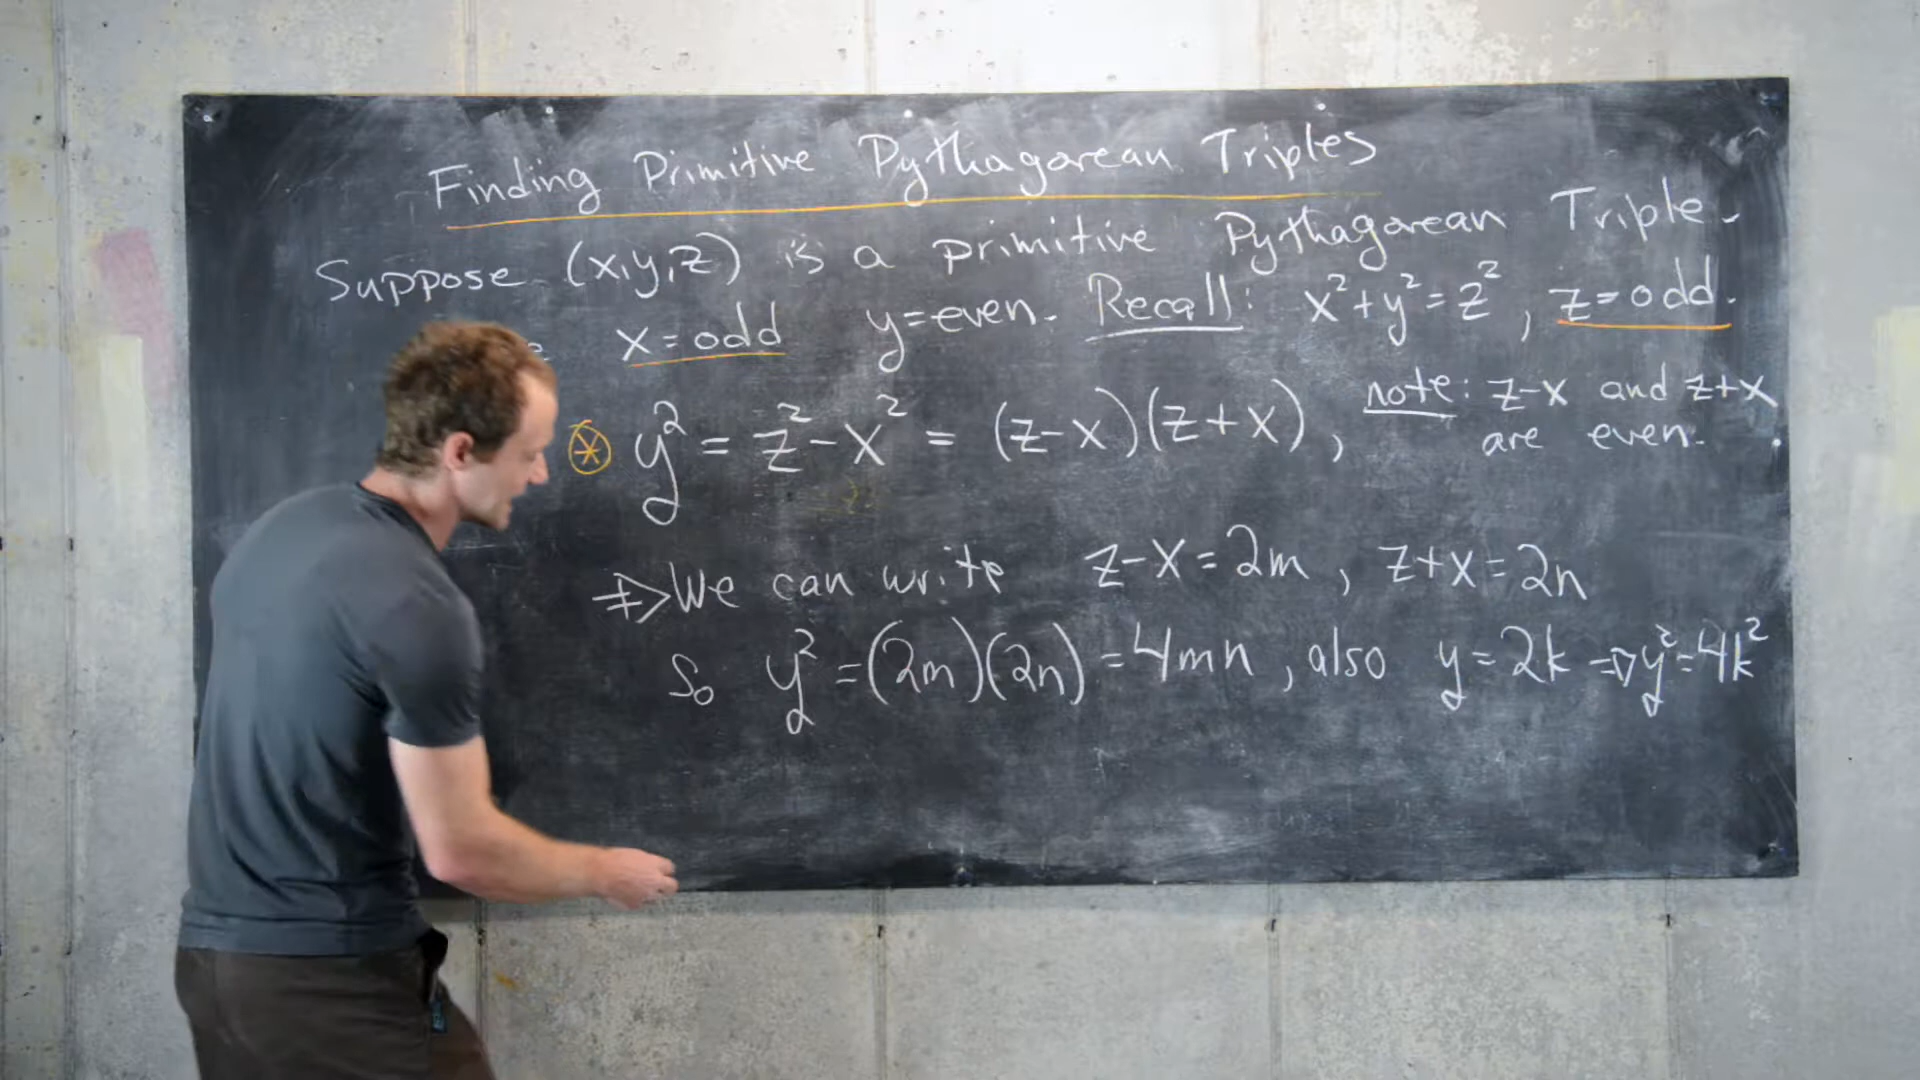 Finding Primitive Pythagorean Triples
Suppose (x,y,z) is a primitive Pythagorean Triple.
x=odd y=even. Recall: x²+y²=z², z=odd.
⊛ y²=z²-x²=(z-x)(z+x), note: z-x and z+x
are even.
⇒ We can write z-x=2m, z+x=2n
So y²=(2m)(2n)=4mn, also y=2k ⇒ y²=4k²